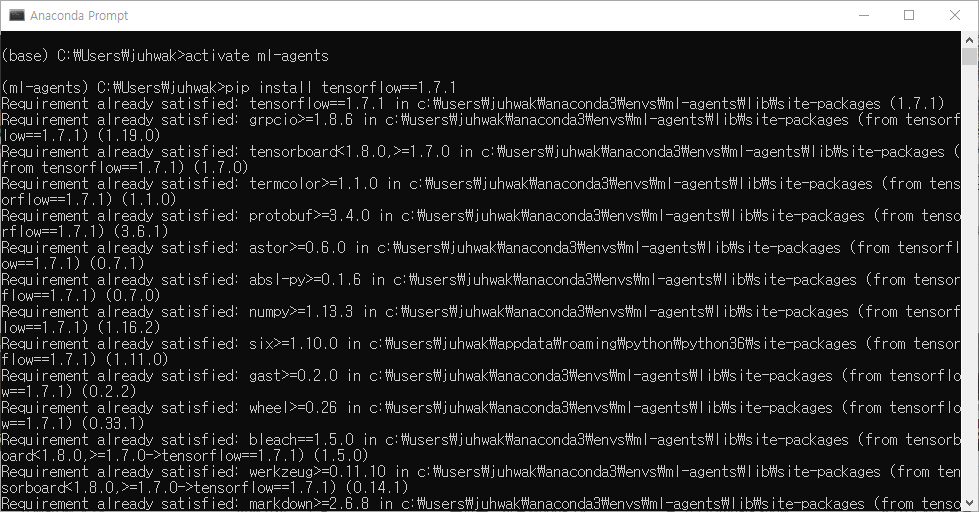 Anaconda Prompt
(base) C:₩Users₩juhwak>activate ml-agents
(ml-agents) C:₩Users₩juhwak>pip install tensorflow==1.7.1
Requirement already satisfied: tensorflow==1.7.1 in c:₩users₩juhwak₩anaconda3₩envs₩ml-agents₩lib₩site-packages (1.7.1)
Requirement already satisfied: grpcio>=1.8.6 in c:₩users₩juhwak₩anaconda3₩envs₩ml-agents₩lib₩site-packages (from tensorf
low==1.7.1) (1.19.0)
Requirement already satisfied: tensorboard<1.8.0,>=1.7.0 in c:₩users₩juhwak₩anaconda3₩envs₩ml-agents₩lib₩site-packages (
from tensorflow==1.7.1) (1.7.0)
Requirement already satisfied: termcolor>=1.1.0 in c:₩users₩juhwak₩anaconda3₩envs₩ml-agents₩lib₩site-packages (from tens
orflow==1.7.1) (1.1.0)
Requirement already satisfied: protobuf>=3.4.0 in c:₩users₩juhwak₩anaconda3₩envs₩ml-agents₩lib₩site-packages (from tenso
rflow==1.7.1) (3.6.1)
Requirement already satisfied: astor>=0.6.0 in c:₩users₩juhwak₩anaconda3₩envs₩ml-agents₩lib₩site-packages (from tensorfl
ow==1.7.1) (0.7.1)
Requirement already satisfied: absl-py>=0.1.6 in c:₩users₩juhwak₩anaconda3₩envs₩ml-agents₩lib₩site-packages (from tensor
flow==1.7.1) (0.7.0)
Requirement already satisfied: numpy>=1.13.3 in c:₩users₩juhwak₩anaconda3₩envs₩ml-agents₩lib₩site-packages (from tensorf
low==1.7.1) (1.16.2)
Requirement already satisfied: six>=1.10.0 in c:₩users₩juhwak₩appdata₩roaming₩python₩python36₩site-packages (from tensor
flow==1.7.1) (1.11.0)
Requirement already satisfied: gast>=0.2.0 in c:₩users₩juhwak₩anaconda3₩envs₩ml-agents₩lib₩site-packages (from tensorflo
w==1.7.1) (0.2.2)
Requirement already satisfied: wheel>=0.26 in c:₩users₩juhwak₩anaconda3₩envs₩ml-agents₩lib₩site-packages (from tensorflo
w==1.7.1) (0.33.1)
Requirement already satisfied: bleach==1.5.0 in c:₩users₩juhwak₩anaconda3₩envs₩ml-agents₩lib₩site-packages (from tensorb
oard<1.8.0,>=1.7.0->tensorflow==1.7.1) (1.5.0)
Requirement already satisfied: werkzeug>=0.11.10 in c:₩users₩juhwak₩anaconda3₩envs₩ml-agents₩lib₩site-packages (from ten
sorboard<1.8.0,>=1.7.0->tensorflow==1.7.1) (0.14.1)
Requirement already satisfied: markdown>=2.6.8 in c:₩users₩juhwak₩anaconda3₩envs₩ml-agents₩lib₩site-packages (from tenso